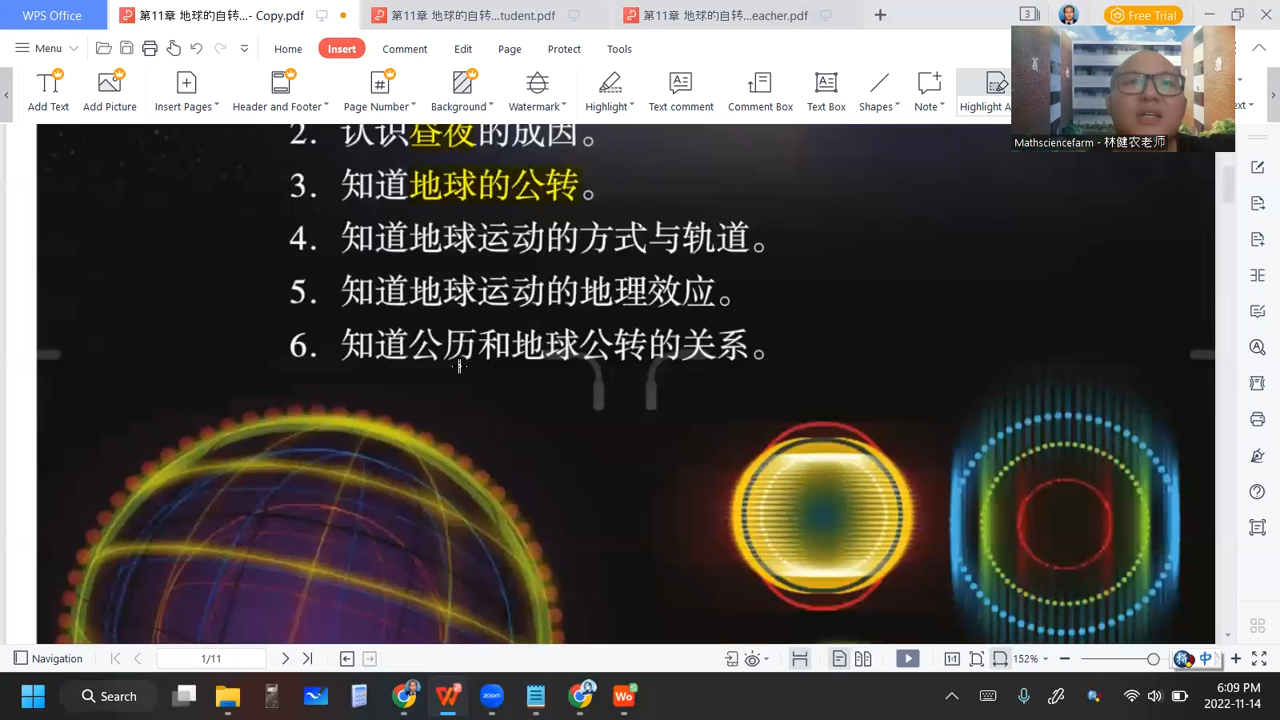 WPS Office
第11章 地球的自转...- Copy.pdf
第11章 地球的自转...tudent.pdf
第11章 地球的自转...eacher.pdf
3
Free Trial
Menu
Home
Insert
Comment
Edit
Page
Protect
Tools
Add Text
Add Picture
Insert Pages
Header and Footer
Page Number
Background
Watermark
Highlight
Text comment
Comment Box
Text Box
Shapes
Note
Highlight A
Mathsciencefarm - 林健农老师
2. 认识昼夜的成因。
3. 知道地球的公转。
4. 知道地球运动的方式与轨道。
5. 知道地球运动的地理效应。
6. 知道公历和地球公转的关系。
Navigation
1/11
152%
中
Search
zoom
Wo
6:09 PM
2022-11-14